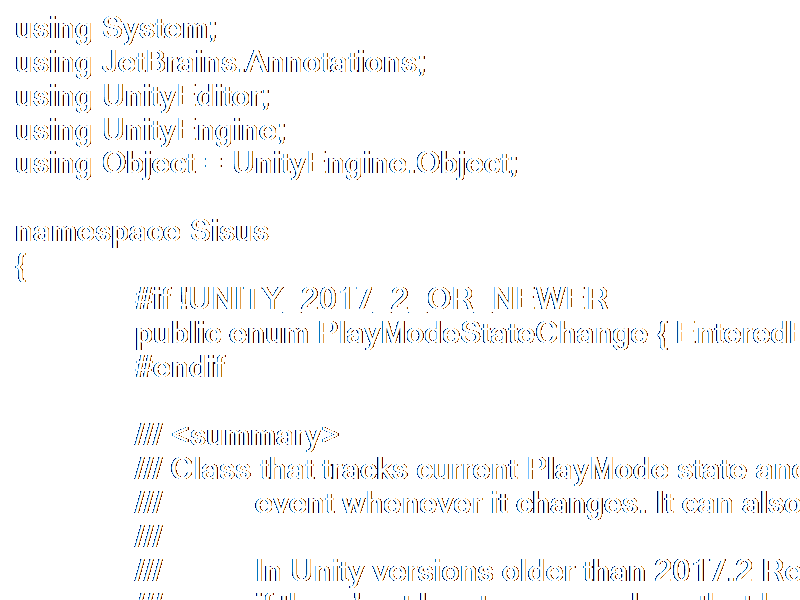 using System;
using JetBrains.Annotations;
using UnityEditor;
using UnityEngine;
using Object = UnityEngine.Object;
namespace Sisus
{
#if !UNITY_2017_2_OR_NEWER
public enum PlayModeStateChange { Entered
#endif
/// <summary>
/// Class that tracks current PlayMode state and
/// event whenever it changes. It can also
///
/// In Unity versions older than 2017.2 Re
///